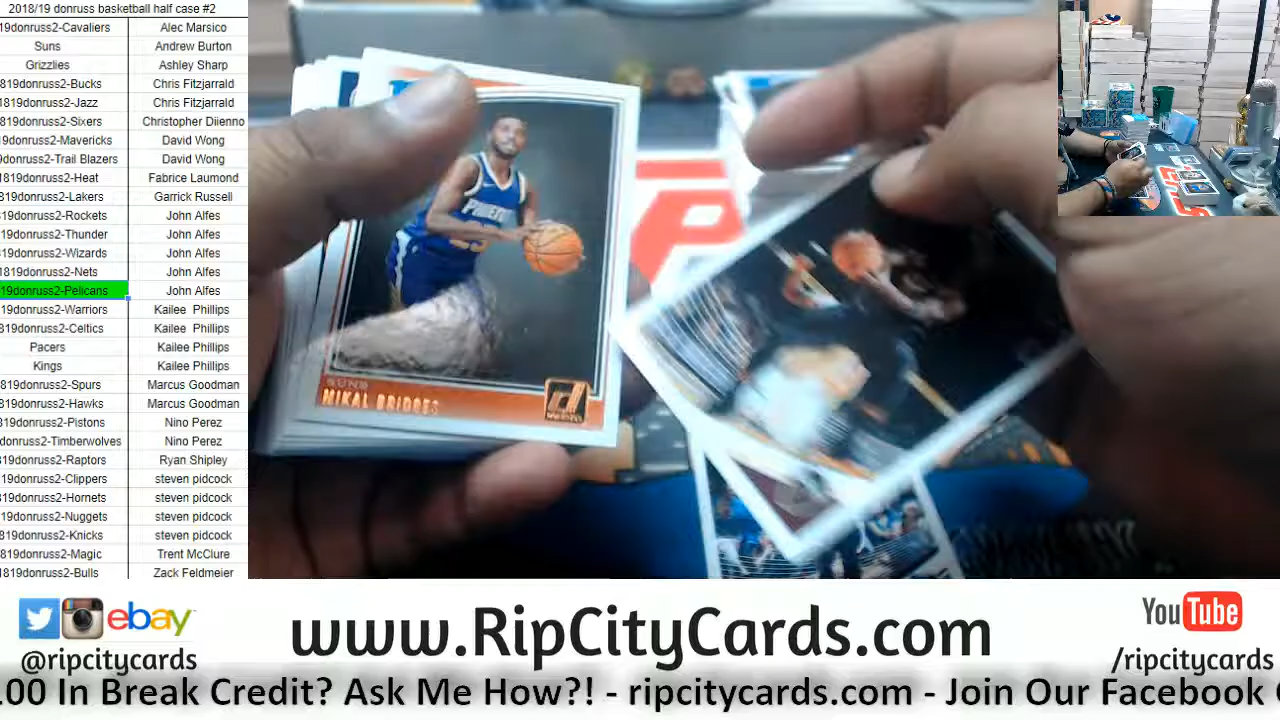 2018/19 donruss basketball half case #2
19donruss2-Cavaliers Alec Marsico
Suns Andrew Burton
Grizzlies Ashley Sharp
1819donruss2-Bucks Chris Fitzjarrald
1819donruss2-Jazz Chris Fitzjarrald
819donruss2-Sixers Christopher Diienno
19donruss2-Mavericks David Wong
9donruss2-Trail Blazers David Wong
819donruss2-Heat Fabrice Laumond
819donruss2-Lakers Garrick Russell
19donruss2-Rockets John Alfes
819donruss2-Thunder John Alfes
819donruss2-Wizards John Alfes
1819donruss2-Nets John Alfes
19donruss2-Pelicans John Alfes
19donruss2-Warriors Kailee Phillips
819donruss2-Celtics Kailee Phillips
Pacers Kailee Phillips
Kings Kailee Phillips
819donruss2-Spurs Marcus Goodman
819donruss2-Hawks Marcus Goodman
819donruss2-Pistons Nino Perez
donruss2-Timberwolves Nino Perez
19donruss2-Raptors Ryan Shipley
819donruss2-Clippers steven pidcock
819donruss2-Hornets steven pidcock
19donruss2-Nuggets steven pidcock
819donruss2-Knicks steven pidcock
819donruss2-Magic Trent McClure
1819donruss2-Bulls Zack Feldmeier
SUNS
MIKAL BRIDGES
ebay
@ripcitycards
www.RipCityCards.com
YouTube
/ripcitycards
.00 In Break Credit? Ask Me How?! - ripcitycards.com - Join Our Facebook